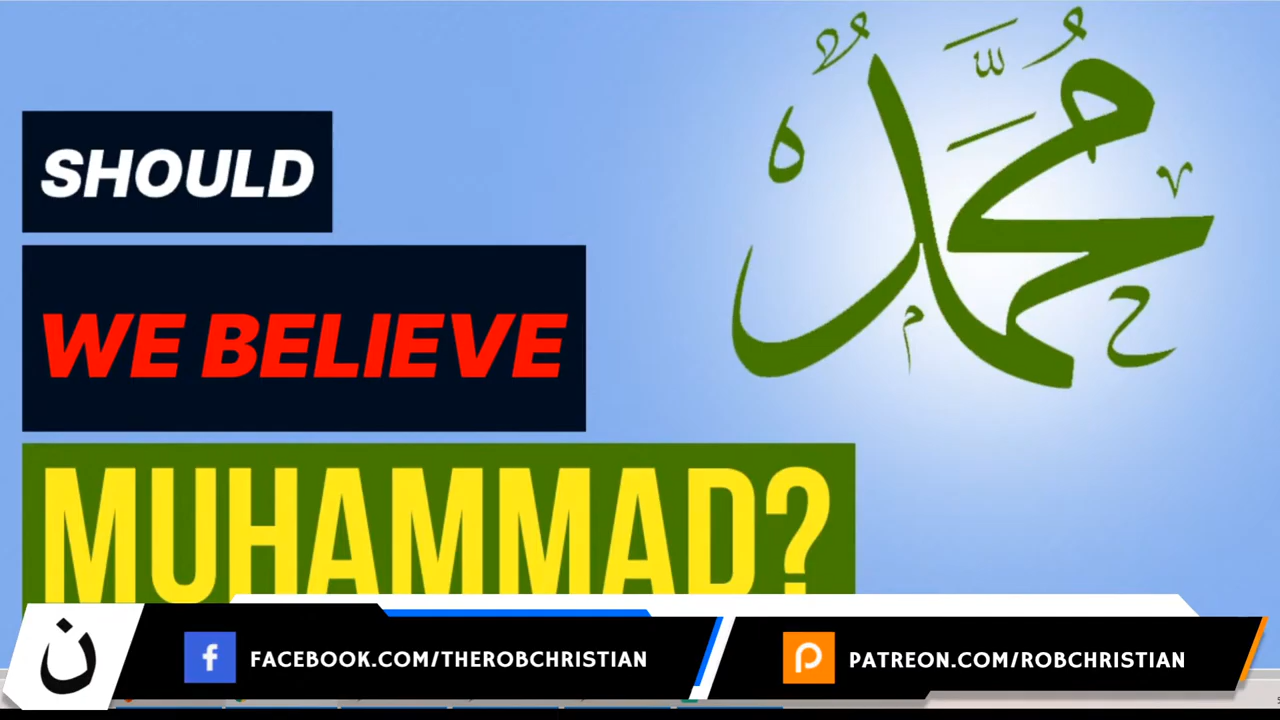 SHOULD
محمد
WE BELIEVE
MUHAMMAD?
ن
f FACEBOOK.COM/THEROBCHRISTIAN
PATREON.COM/ROBCHRISTIAN